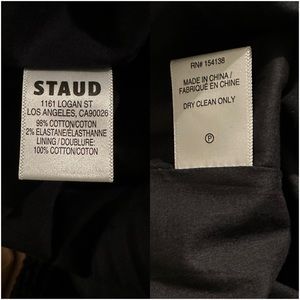 STAUD
1161 LOGAN ST
LOS ANGELES, CA90026
98% COTTON/COTON
2% ELASTANE/ELASTHANNE
LINING / DOUBLURE:
100% COTTON/COTON
RN# 154138
MADE IN CHINA /
FABRIQUÉ EN CHINE
DRY CLEAN ONLY
P